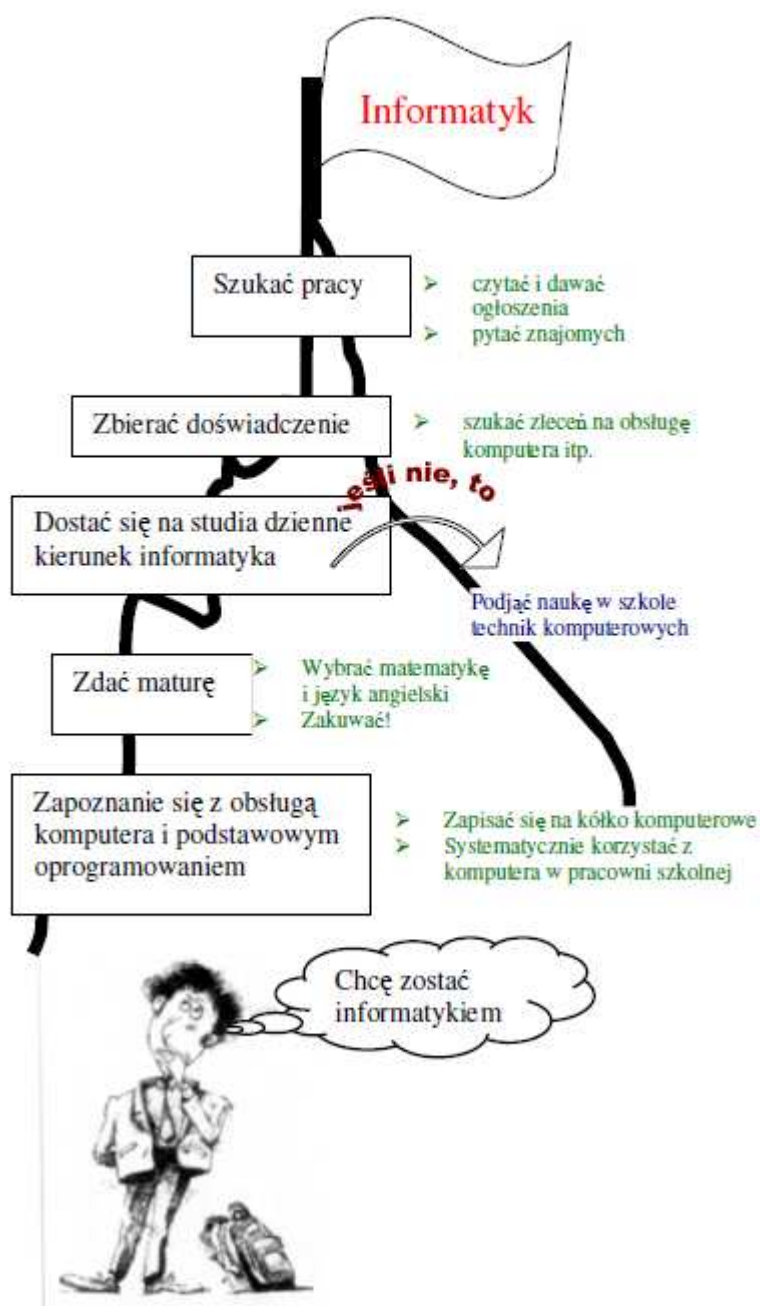 Informatyk
Szukać pracy
➢ czytać i dawać
ogłoszenia
➢ pytać znajomych
Zbierać doświadczenie
➢ szukać zleceń na obsługę
komputera itp.
jeśli nie, to
Dostać się na studia dzienne
kierunek informatyka
Podjąć naukę w szkole
technik komputerowych
Zdać maturę
➢ Wybrać matematykę
i język angielski
➢ Zakuwać!
Zapoznanie się z obsługą
komputera i podstawowym
oprogramowaniem
➢ Zapisać się na kółko komputerowe
➢ Systematycznie korzystać z
komputera w pracowni szkolnej
Chcę zostać
informatykiem